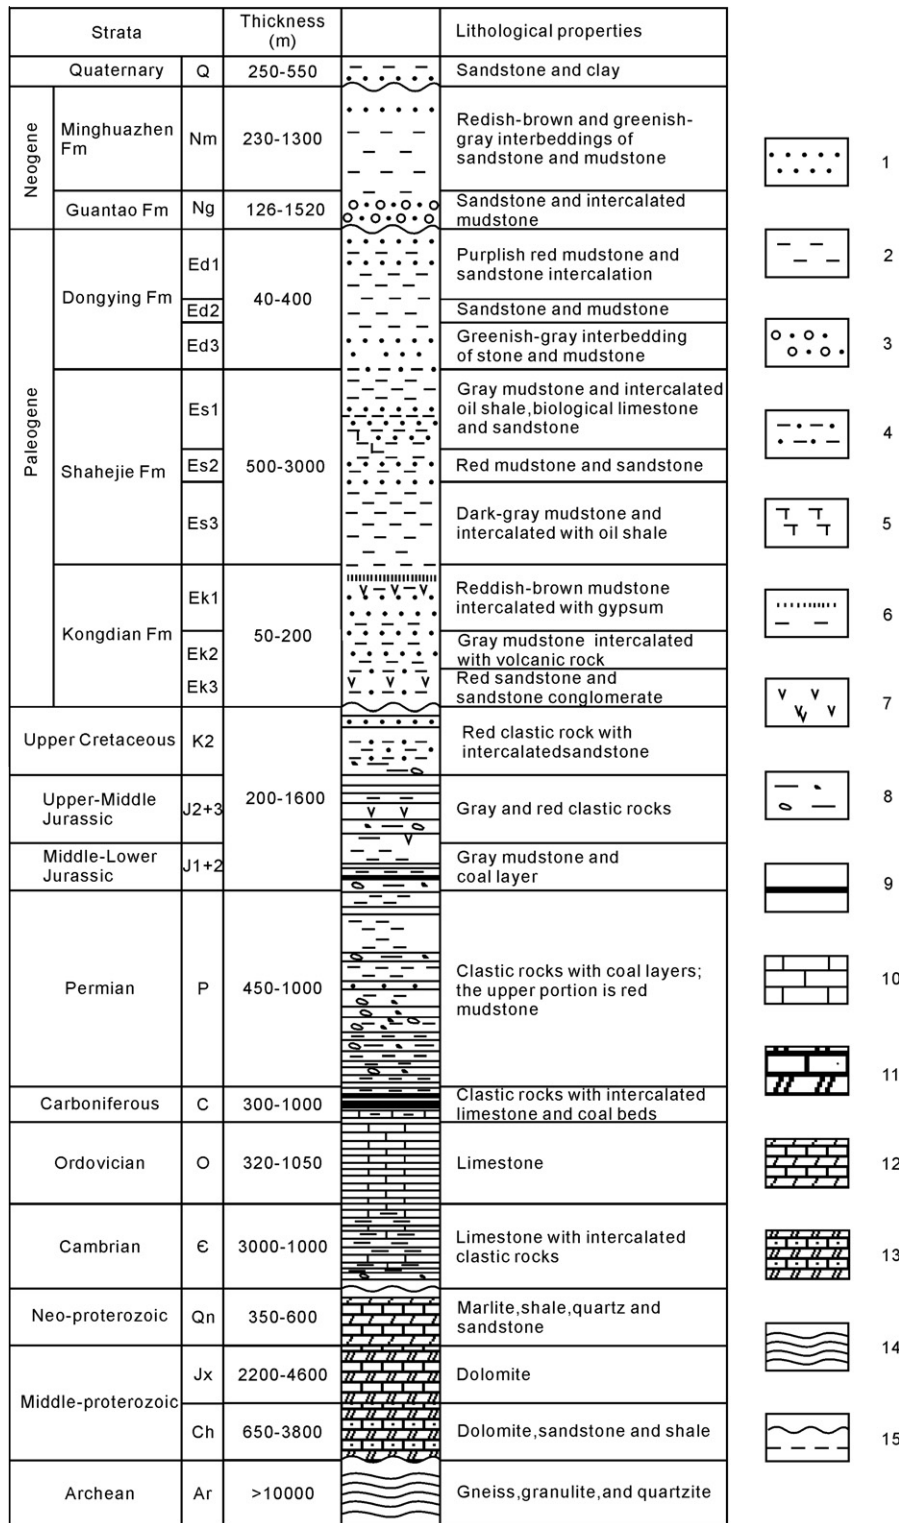 Strata
Thickness
(m)
Lithological properties
Quaternary
Q
250-550
Sandstone and clay
Neogene
Minghuazhen
Fm
Nm
230-1300
Redish-brown and greenish-
gray interbeddings of
sandstone and mudstone
Guantao Fm
Ng
126-1520
Sandstone and intercalated
mudstone
Paleogene
Dongying Fm
Ed1
40-400
Purplish red mudstone and
sandstone intercalation
Ed2
Sandstone and mudstone
Ed3
Greenish-gray interbedding
of stone and mudstone
Shahejie Fm
Es1
500-3000
Gray mudstone and intercalated
oil shale,biological limestone
and sandstone
Es2
Red mudstone and sandstone
Es3
Dark-gray mudstone and
intercalated with oil shale
Kongdian Fm
Ek1
50-200
Reddish-brown mudstone
intercalated with gypsum
Ek2
Gray mudstone intercalated
with volcanic rock
Ek3
Red sandstone and
sandstone conglomerate
Upper Cretaceous
K2
200-1600
Red clastic rock with
intercalatedsandstone
Upper-Middle
Jurassic
J2+3
Gray and red clastic rocks
Middle-Lower
Jurassic
J1+2
Gray mudstone and
coal layer
Permian
P
450-1000
Clastic rocks with coal layers;
the upper portion is red
mudstone
Carboniferous
C
300-1000
Clastic rocks with intercalated
limestone and coal beds
Ordovician
O
320-1050
Limestone
Cambrian
Є
3000-1000
Limestone with intercalated
clastic rocks
Neo-proterozoic
Qn
350-600
Marlite,shale,quartz and
sandstone
Middle-proterozoic
Jx
2200-4600
Dolomite
Ch
650-3800
Dolomite,sandstone and shale
Archean
Ar
>10000
Gneiss,granulite,and quartzite
1
2
3
4
5
6
7
8
9
10
11
12
13
14
15